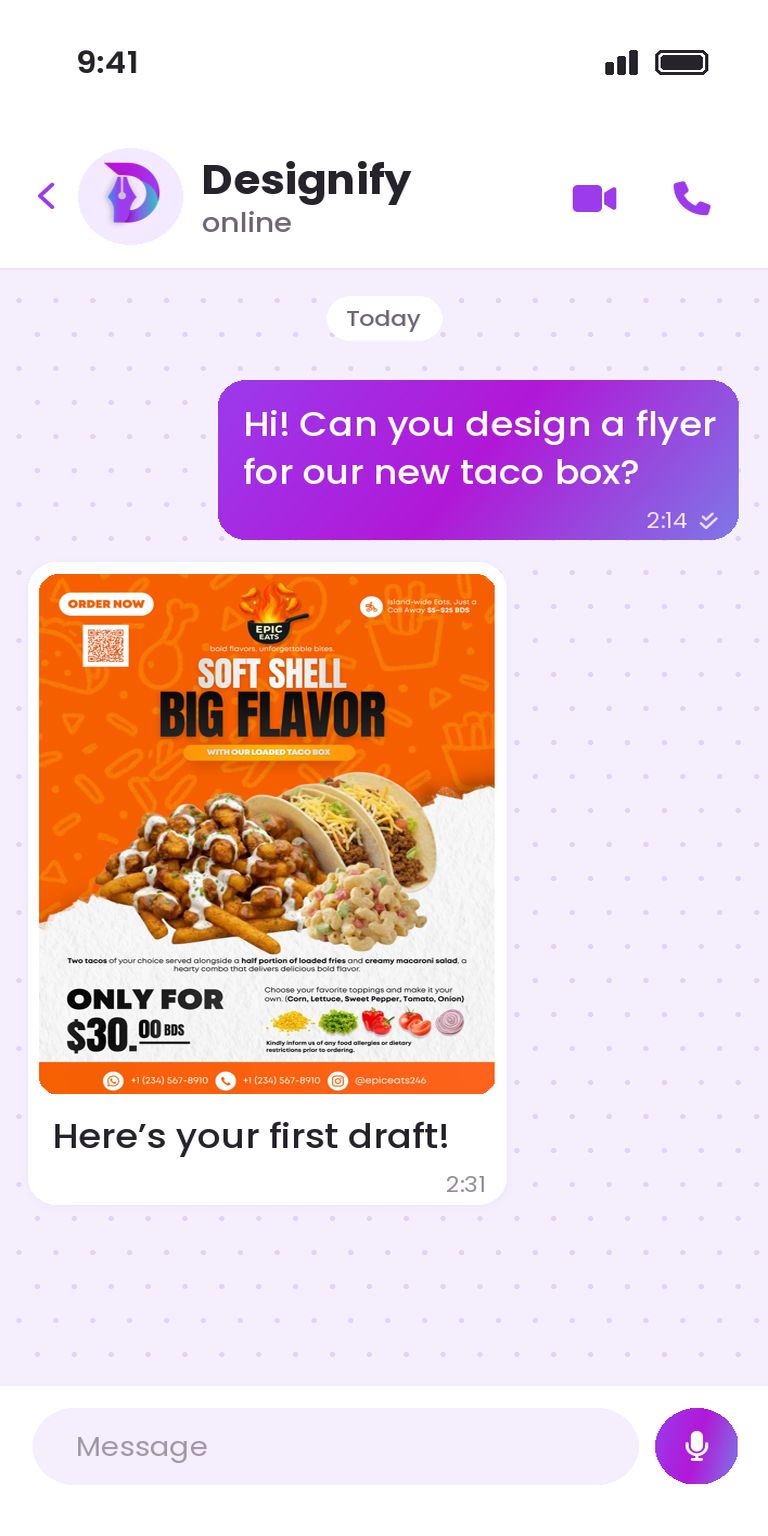 9:41
Designify
online
Today
Hi! Can you design a flyer
for our new taco box?
2:14
ORDER NOW
EPIC
EATS
bold flavors, unforgettable bites.
Island-wide Eats, Just a
Call Away $5-$25 BDS
SOFT SHELL
BIG FLAVOR
WITH OUR LOADED TACO BOX
Two tacos of your choice served alongside a half portion of loaded fries and creamy macaroni salad, a
hearty combo that delivers delicious bold flavor.
ONLY FOR
$30.00 BDS
Choose your favorite toppings and make it your
own. (Corn, Lettuce, Sweet Pepper, Tomato, Onion)
Kindly inform us of any food allergies or dietary
restrictions prior to ordering.
+1 (234) 567-8910 +1 (234) 567-8910 @epiceats246
Here’s your first draft!
2:31
Message